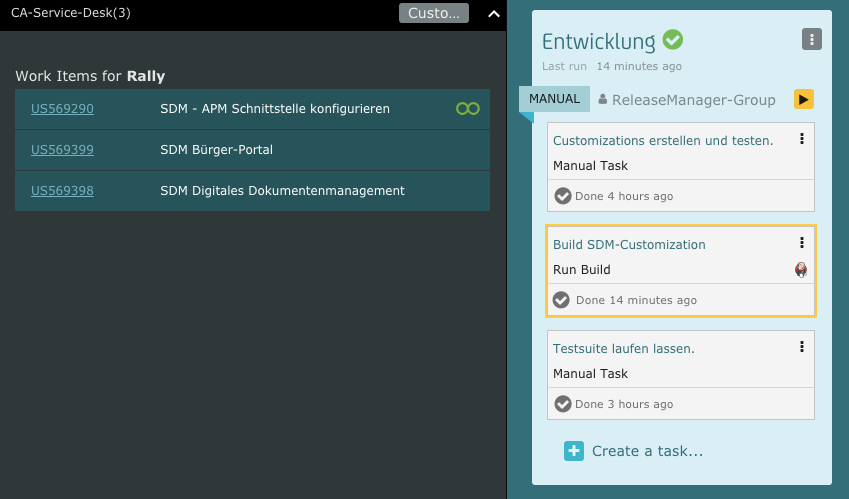 CA-Service-Desk(3)
Custo...
Work Items for Rally
US569290 SDM - APM Schnittstelle konfigurieren
US569399 SDM Bürger-Portal
US569398 SDM Digitales Dokumentenmanagement
Entwicklung
Last run 14 minutes ago
MANUAL ReleaseManager-Group
Customizations erstellen und testen.
Manual Task
Done 4 hours ago
Build SDM-Customization
Run Build
Done 14 minutes ago
Testsuite laufen lassen.
Manual Task
Done 3 hours ago
Create a task...